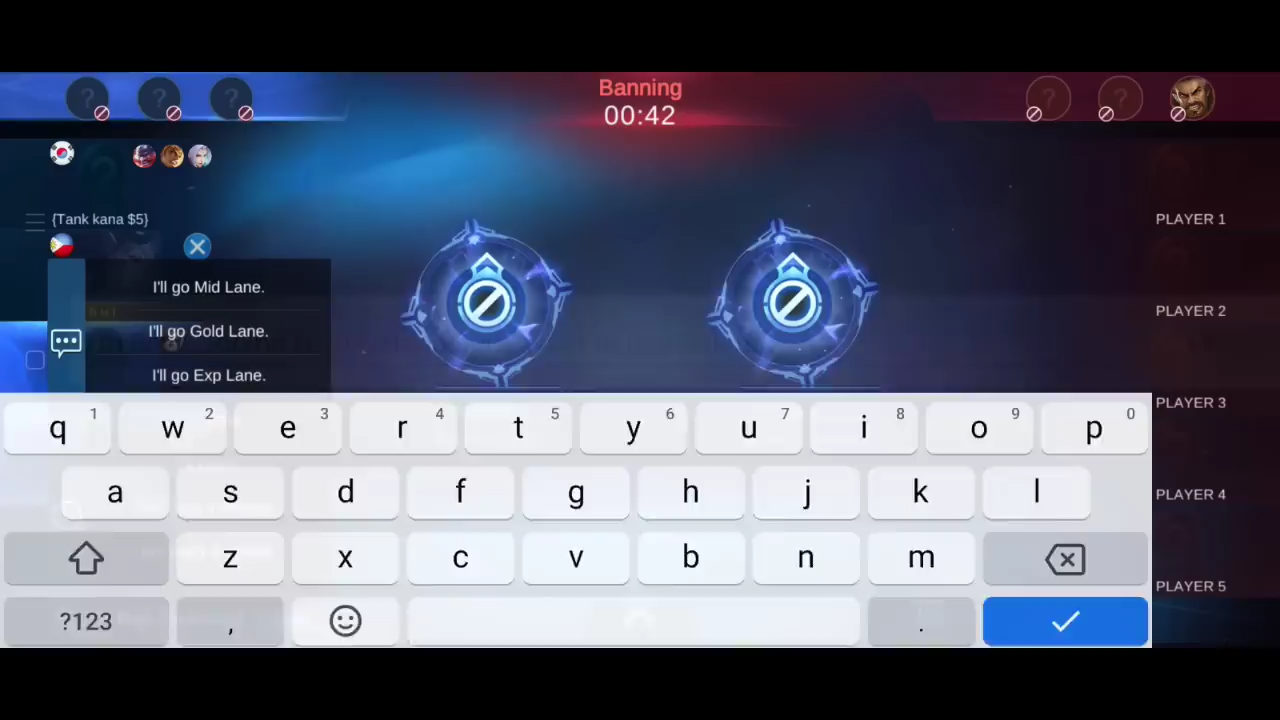 Banning
00:42
{Tank kana $5}
I'll go Mid Lane.
I'll go Gold Lane.
I'll go Exp Lane.
PLAYER 1
PLAYER 2
PLAYER 3
PLAYER 4
PLAYER 5
q 1 w 2 e 3 r 4 t 5 y 6 u 7 i 8 o 9 p 0
a s d f g h j k l
z x c v b n m
?123 , .